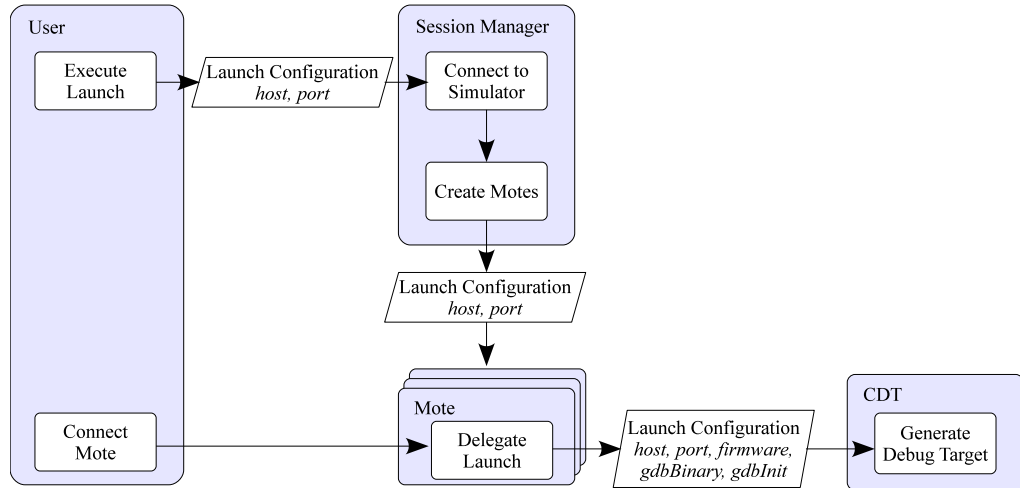 User
Execute
Launch
Launch Configuration
host, port
Session Manager
Connect to
Simulator
Create Motes
Launch Configuration
host, port
Connect
Mote
Mote
Delegate
Launch
Launch Configuration
host, port, firmware,
gdbBinary, gdbInit
CDT
Generate
Debug Target